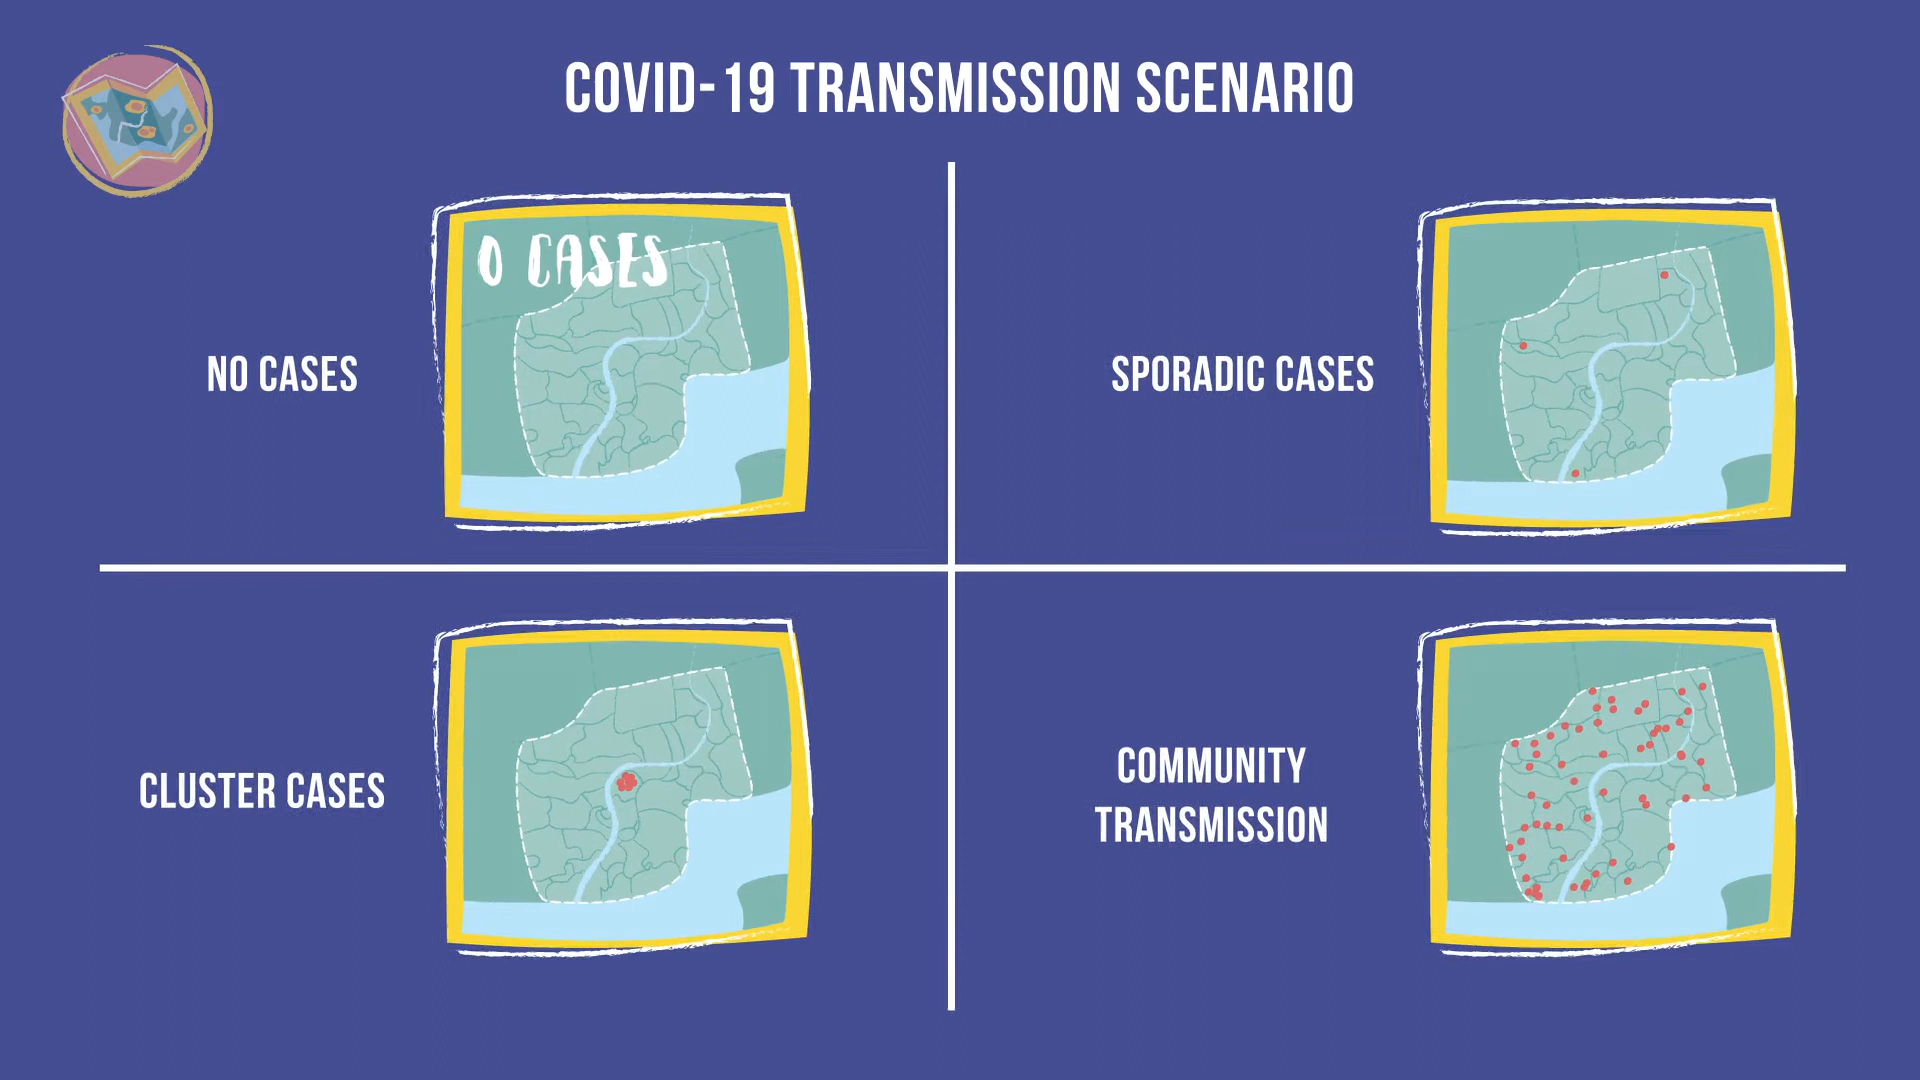 COVID-19 TRANSMISSION SCENARIO
0 CASES
NO CASES
SPORADIC CASES
CLUSTER CASES
COMMUNITY
TRANSMISSION